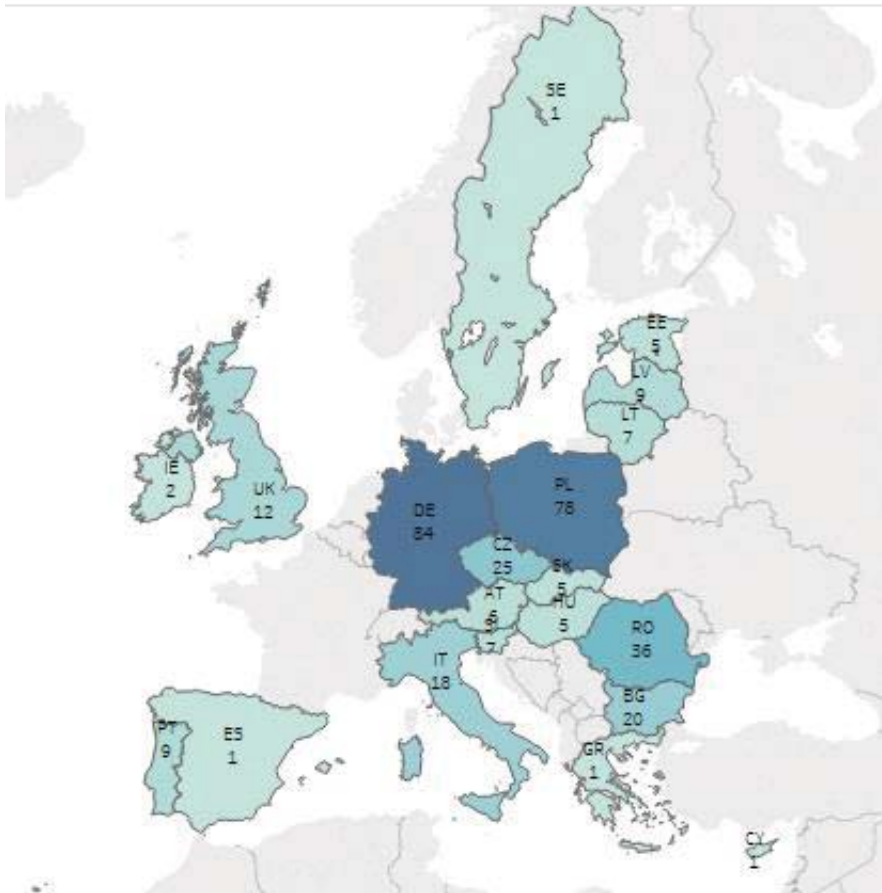 SE
1
EE
5
LV
9
LT
7
IE
2
UK
12
DE
84
PL
78
CZ
25
SK
5
AT
6
HU
5
SI
7
RO
36
IT
18
BG
20
PT
9
ES
1
GR
1
CY
1